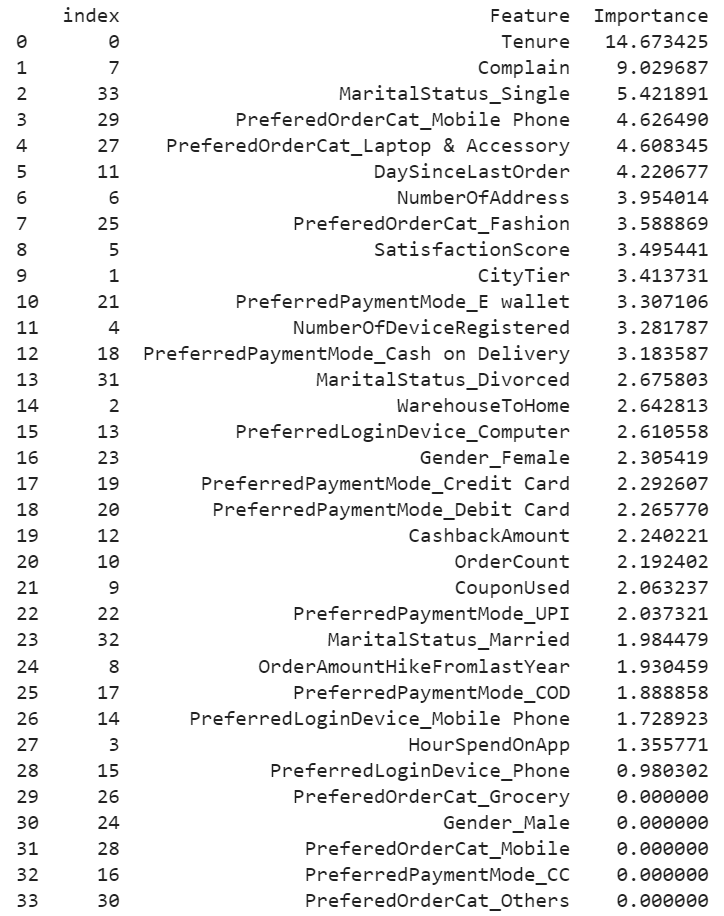 index Feature Importance
0 0 Tenure 14.673425
1 7 Complain 9.029687
2 33 MaritalStatus_Single 5.421891
3 29 PreferedOrderCat_Mobile Phone 4.626490
4 27 PreferedOrderCat_Laptop & Accessory 4.608345
5 11 DaySinceLastOrder 4.220677
6 6 NumberOfAddress 3.954014
7 25 PreferedOrderCat_Fashion 3.588869
8 5 SatisfactionScore 3.495441
9 1 CityTier 3.413731
10 21 PreferredPaymentMode_E wallet 3.307106
11 4 NumberOfDeviceRegistered 3.281787
12 18 PreferredPaymentMode_Cash on Delivery 3.183587
13 31 MaritalStatus_Divorced 2.675803
14 2 WarehouseToHome 2.642813
15 13 PreferredLoginDevice_Computer 2.610558
16 23 Gender_Female 2.305419
17 19 PreferredPaymentMode_Credit Card 2.292607
18 20 PreferredPaymentMode_Debit Card 2.265770
19 12 CashbackAmount 2.240221
20 10 OrderCount 2.192402
21 9 CouponUsed 2.063237
22 22 PreferredPaymentMode_UPI 2.037321
23 32 MaritalStatus_Married 1.984479
24 8 OrderAmountHikeFromlastYear 1.930459
25 17 PreferredPaymentMode_COD 1.888858
26 14 PreferredLoginDevice_Mobile Phone 1.728923
27 3 HourSpendOnApp 1.355771
28 15 PreferredLoginDevice_Phone 0.980302
29 26 PreferedOrderCat_Grocery 0.000000
30 24 Gender_Male 0.000000
31 28 PreferedOrderCat_Mobile 0.000000
32 16 PreferredPaymentMode_CC 0.000000
33 30 PreferedOrderCat_Others 0.000000